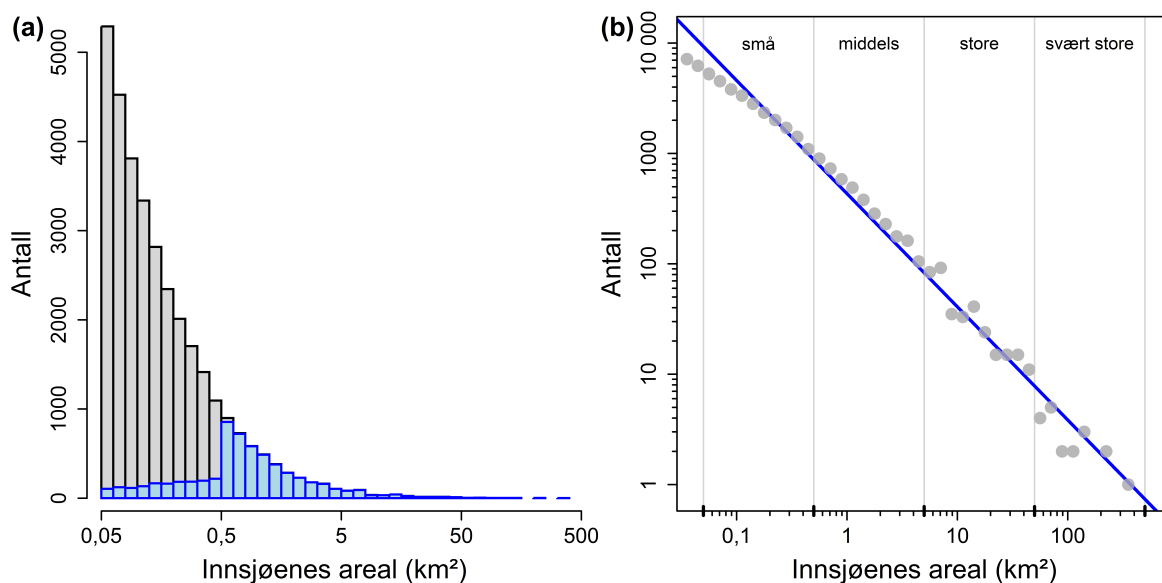 (a)
Antall
5000
4000
3000
2000
1000
0
0,05
0,5
5
50
500
Innsjøenes areal (km²)
(b)
Antall
10 000
1000
100
10
1
små
middels
store
svært store
0,1
1
10
100
Innsjøenes areal (km²)